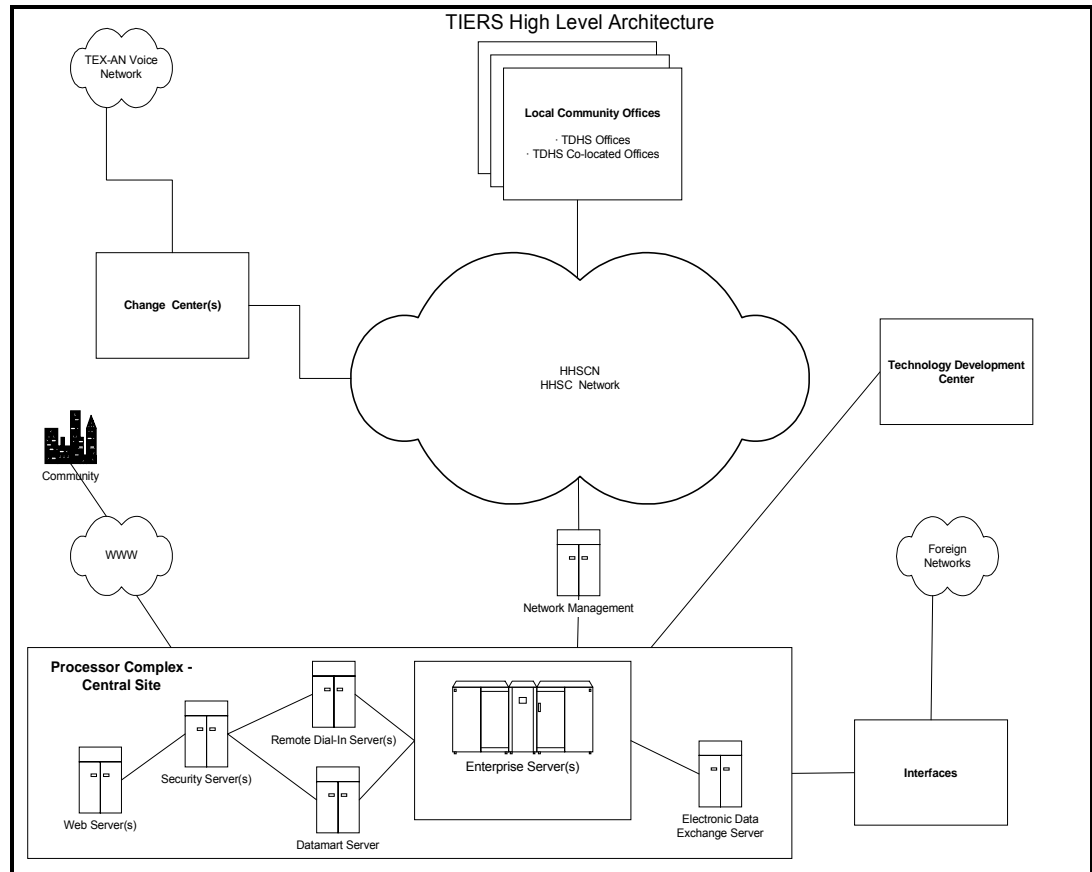 TIERS High Level Architecture
TEX-AN Voice
Network
Local Community Offices
· TDHS Offices
· TDHS Co-located Offices
Change Center(s)
HHSCN
HHSC Network
Technology Development
Center
Community
WWW
Foreign
Networks
Network Management
Processor Complex -
Central Site
Remote Dial-In Server(s)
Security Server(s)
Enterprise Server(s)
Interfaces
Web Server(s)
Datamart Server
Electronic Data
Exchange Server